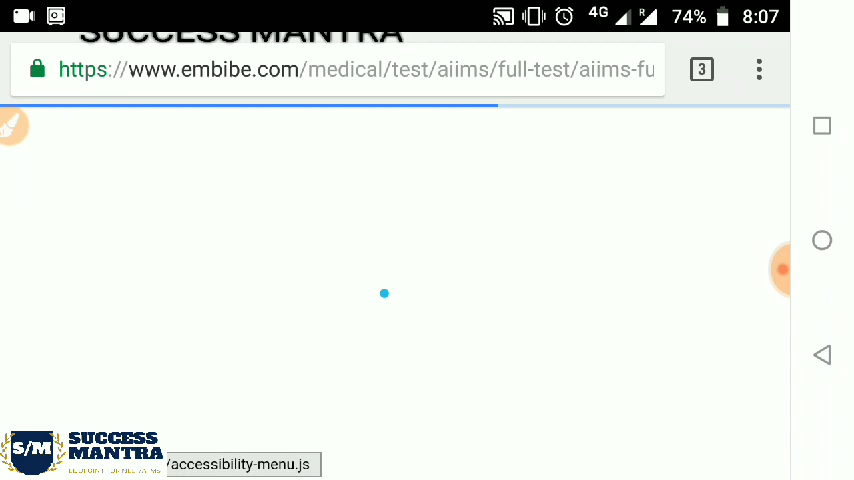 4G R 74% 8:07
SUCCESS MANTRA
https://www.embibe.com/medical/test/aiims/full-test/aiims-fu
3
S/M SUCCESS
MANTRA
/accessibility-menu.js